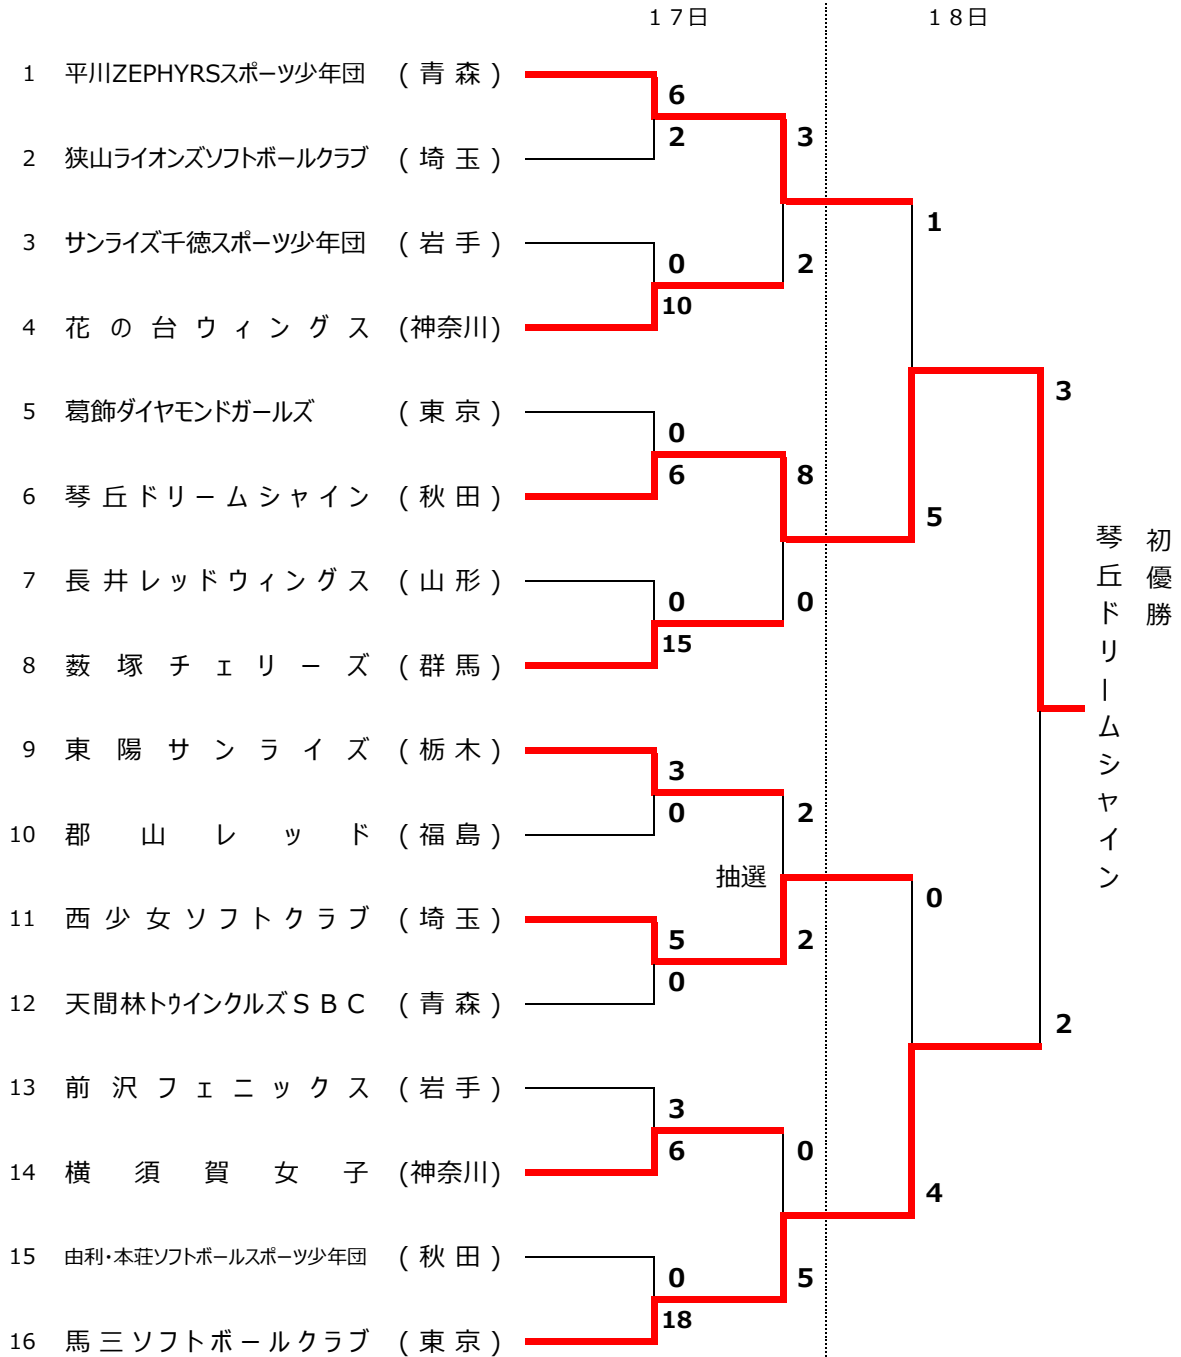 １７日 １８日
1 平川ZEPHYRSスポーツ少年団 (青森)
6
2 3
2 狭山ライオンズソフトボールクラブ (埼玉)
1
3 サンライズ千徳スポーツ少年団 (岩手)
0 2
10
4 花の台ウィングス (神奈川)
3
5 葛飾ダイヤモンドガールズ (東京)
0
6 8
6 琴丘ドリームシャイン (秋田)
5
7 長井レッドウィングス (山形)
0 0
15
8 薮塚チェリーズ (群馬)
初優勝
琴丘ドリームシャイン
9 東陽サンライズ (栃木)
3
0 2
10 郡山レッド (福島)
抽選
0
11 西少女ソフトクラブ (埼玉)
5 2
0
12 天間林トゥインクルズＳＢＣ (青森)
2
13 前沢フェニックス (岩手)
3
6 0
14 横須賀女子 (神奈川)
4
15 由利・本荘ソフトボールスポーツ少年団 (秋田)
0 5
18
16 馬三ソフトボールクラブ (東京)